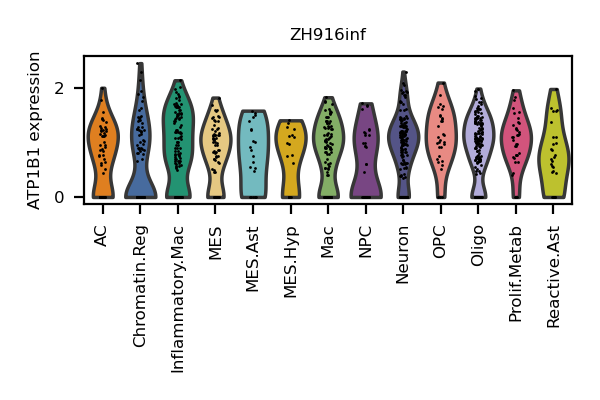 ZH916inf
ATP1B1 expression
2
0
AC
Chromatin.Reg
Inflammatory.Mac
MES
MES.Ast
MES.Hyp
Mac
NPC
Neuron
OPC
Oligo
Prolif.Metab
Reactive.Ast